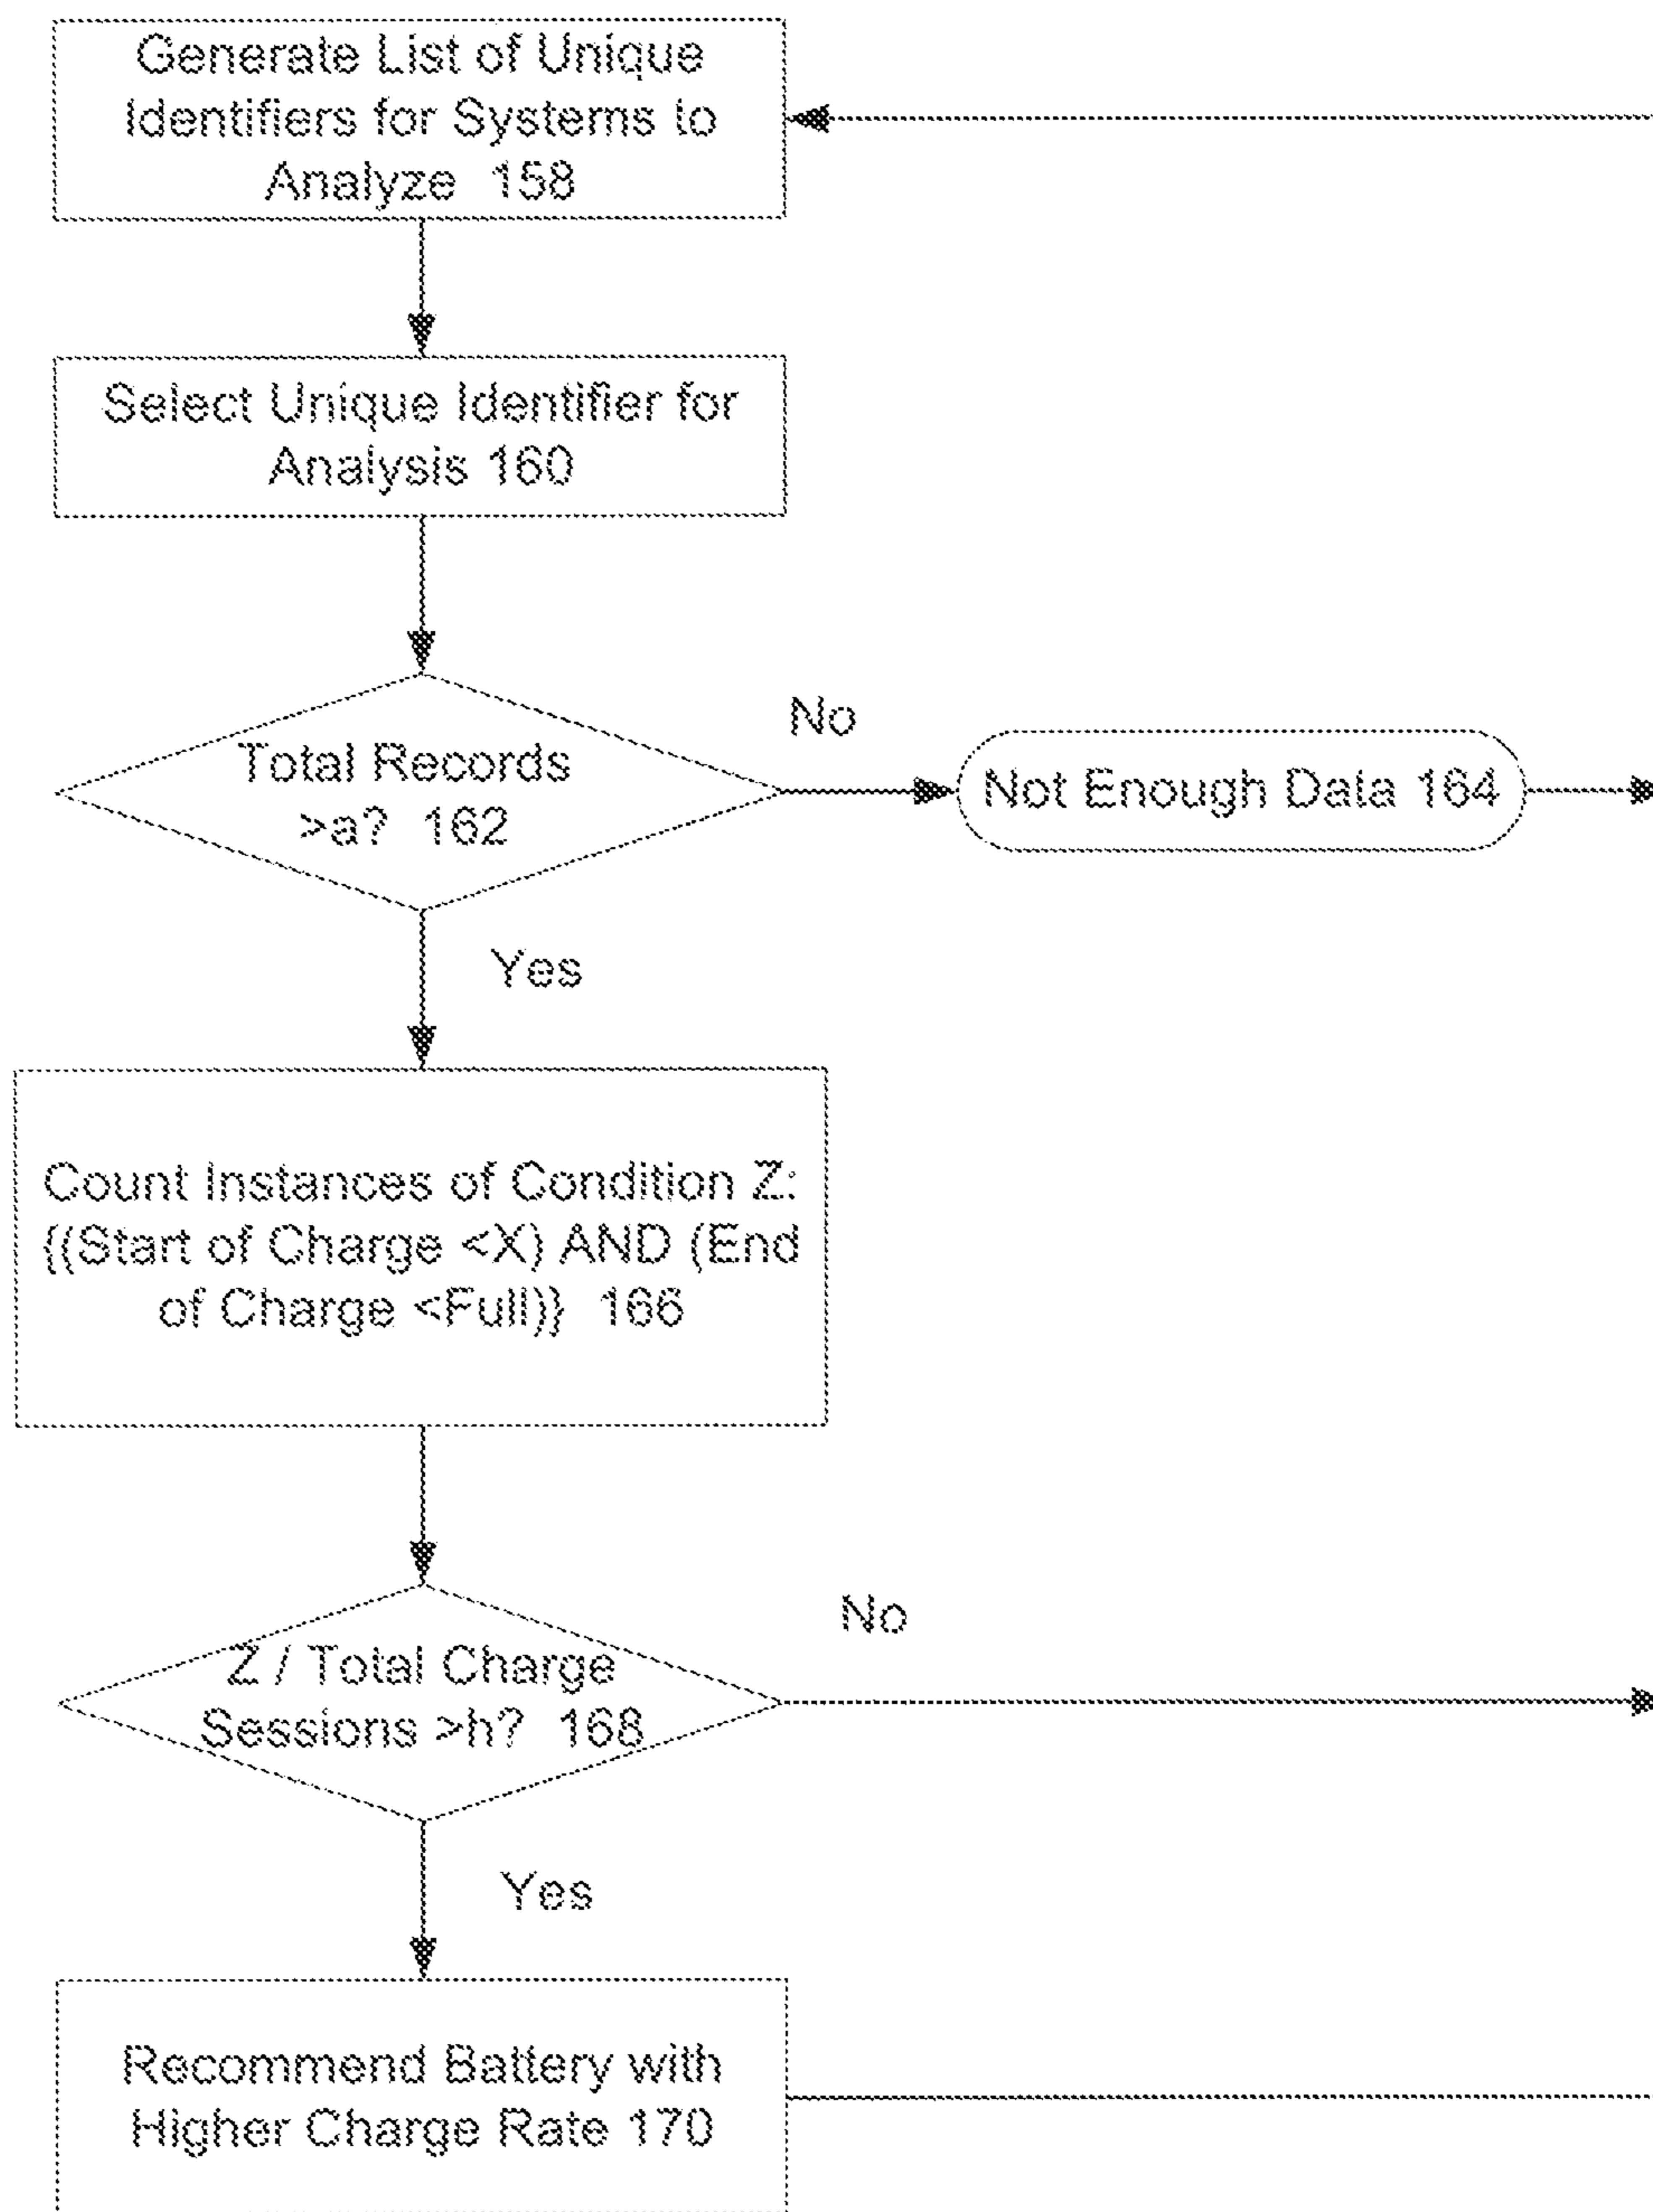 Generate List of Unique
Identifiers for Systems to
Analyze 158
Select Unique Identifier for
Analysis 160
No
Total Records
>a? 162
Not Enough Data 164
Yes
Count Instances of Condition Z:
{(Start of Charge <X) AND (End
of Charge <Full)} 166
No
Z / Total Charge
Sessions >h? 168
Yes
Recommend Battery with
Higher Charge Rate 170